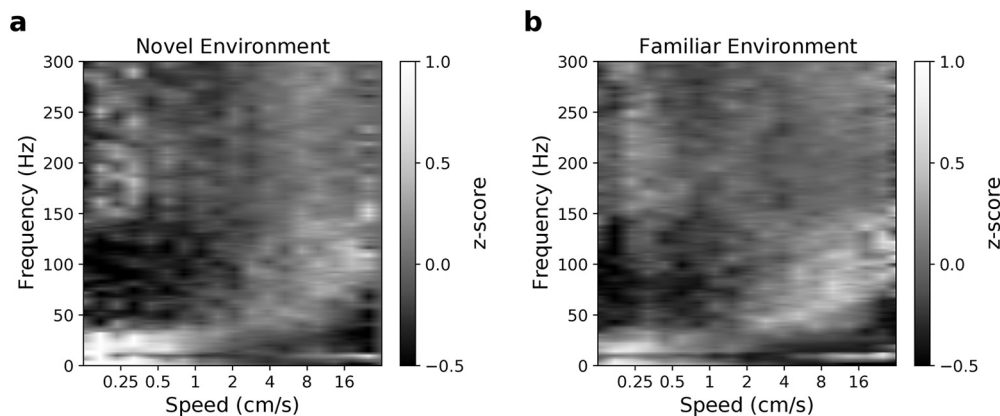 a
Novel Environment
Frequency (Hz)
300
250
200
150
100
50
0
0.25 0.5 1 2 4 8 16
Speed (cm/s)
1.0
0.5
0.0
−0.5
z-score
b
Familiar Environment
Frequency (Hz)
300
250
200
150
100
50
0
0.25 0.5 1 2 4 8 16
Speed (cm/s)
1.0
0.5
0.0
−0.5
z-score